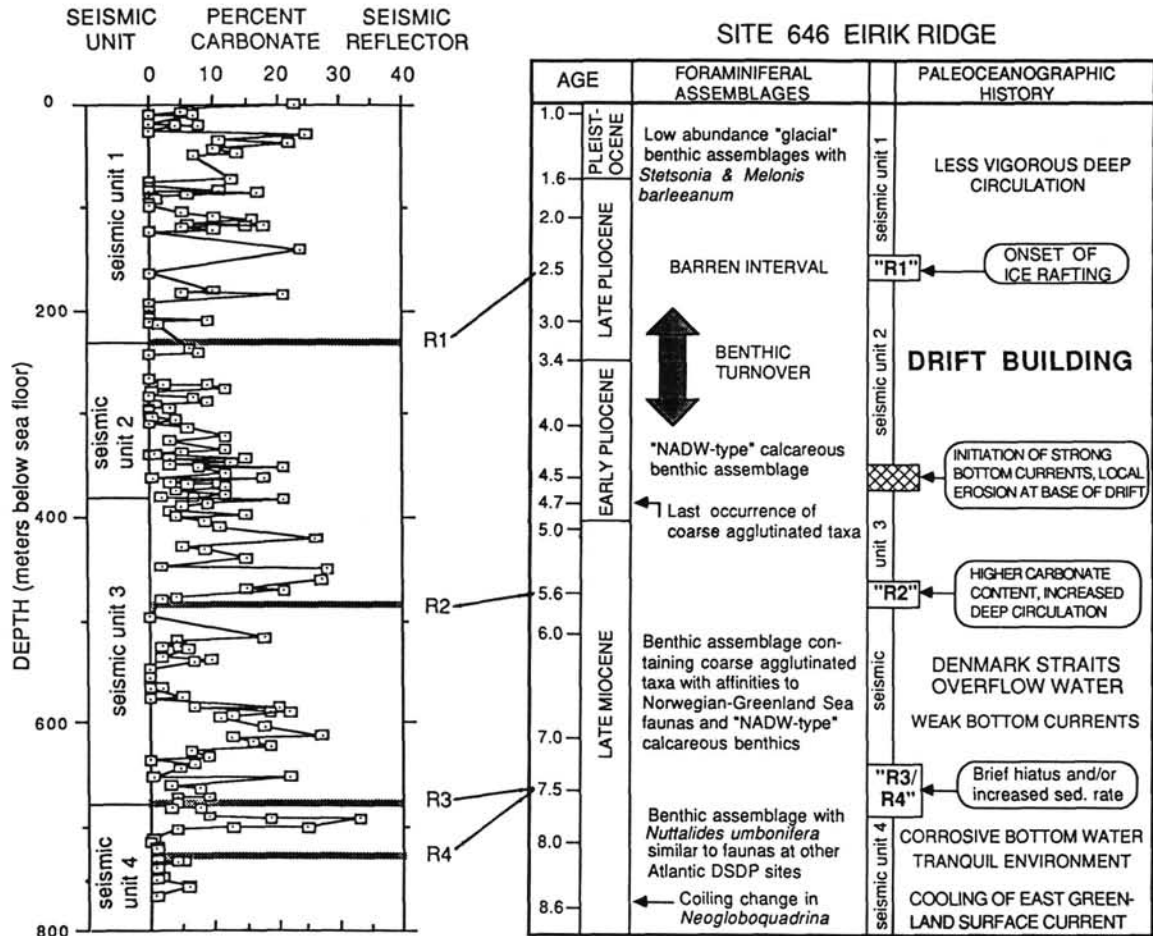 SEISMIC UNIT
PERCENT CARBONATE
SEISMIC REFLECTOR
0 10 20 30 40
0
200
400
600
800
DEPTH (meters below sea floor)
seismic unit 1
seismic unit 2
seismic unit 3
seismic unit 4
R1
R2
R3
R4
SITE 646 EIRIK RIDGE
AGE
FORAMINIFERAL ASSEMBLAGES
PALEOCEANOGRAPHIC HISTORY
1.0
1.6
2.0
2.5
3.0
3.4
4.0
4.5
4.7
5.0
5.6
6.0
7.0
7.5
8.0
8.6
PLEIST-
OCENE
LATE PLIOCENE
EARLY PLIOCENE
LATE MIOCENE
Low abundance "glacial"
benthic assemblages with
Stetsonia & Melonis
barleeanum
BARREN INTERVAL
BENTHIC
TURNOVER
"NADW-type" calcareous
benthic assemblage
Last occurrence of
coarse agglutinated taxa
Benthic assemblage con-
taining coarse agglutinated
taxa with affinities to
Norwegian-Greenland Sea
faunas and "NADW-type"
calcareous benthics
Benthic assemblage with
Nuttalides umbonifera
similar to faunas at other
Atlantic DSDP sites
Coiling change in
Neogloboquadrina
seismic unit 1
"R1"
seismic unit 2
unit 3
"R2"
seismic
"R3/
R4"
seismic unit 4
LESS VIGOROUS DEEP
CIRCULATION
ONSET OF
ICE RAFTING
DRIFT BUILDING
INITIATION OF STRONG
BOTTOM CURRENTS, LOCAL
EROSION AT BASE OF DRIFT
HIGHER CARBONATE
CONTENT, INCREASED
DEEP CIRCULATION
DENMARK STRAITS
OVERFLOW WATER
WEAK BOTTOM CURRENTS
Brief hiatus and/or
increased sed. rate
CORROSIVE BOTTOM WATER
TRANQUIL ENVIRONMENT
COOLING OF EAST GREEN-
LAND SURFACE CURRENT